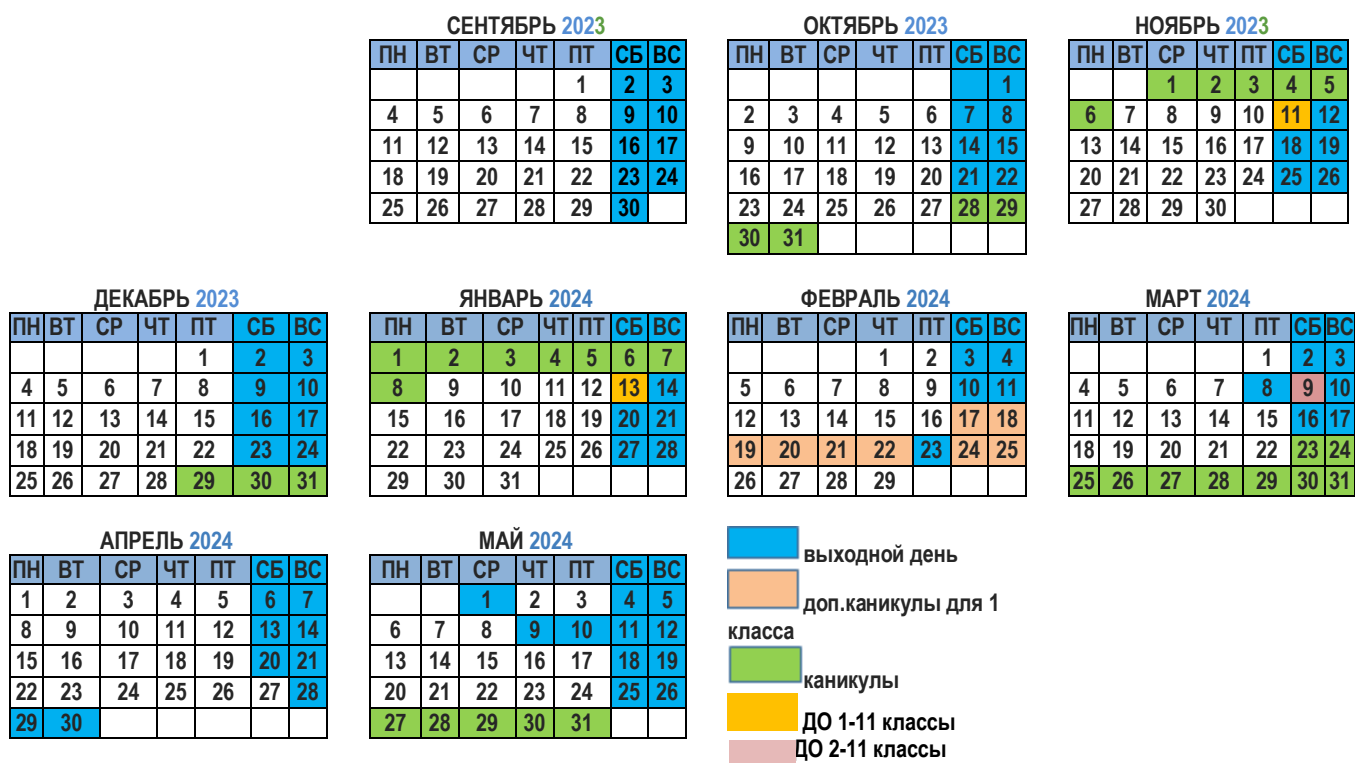 СЕНТЯБРЬ 2023
ПН ВТ СР ЧТ ПТ СБ ВС
1 2 3
4 5 6 7 8 9 10
11 12 13 14 15 16 17
18 19 20 21 22 23 24
25 26 27 28 29 30
ОКТЯБРЬ 2023
ПН ВТ СР ЧТ ПТ СБ ВС
1
2 3 4 5 6 7 8
9 10 11 12 13 14 15
16 17 18 19 20 21 22
23 24 25 26 27 28 29
30 31
НОЯБРЬ 2023
ПН ВТ СР ЧТ ПТ СБ ВС
1 2 3 4 5
6 7 8 9 10 11 12
13 14 15 16 17 18 19
20 21 22 23 24 25 26
27 28 29 30
ДЕКАБРЬ 2023
ПН ВТ СР ЧТ ПТ СБ ВС
1 2 3
4 5 6 7 8 9 10
11 12 13 14 15 16 17
18 19 20 21 22 23 24
25 26 27 28 29 30 31
ЯНВАРЬ 2024
ПН ВТ СР ЧТ ПТ СБ ВС
1 2 3 4 5 6 7
8 9 10 11 12 13 14
15 16 17 18 19 20 21
22 23 24 25 26 27 28
29 30 31
ФЕВРАЛЬ 2024
ПН ВТ СР ЧТ ПТ СБ ВС
1 2 3 4
5 6 7 8 9 10 11
12 13 14 15 16 17 18
19 20 21 22 23 24 25
26 27 28 29
МАРТ 2024
ПН ВТ СР ЧТ ПТ СБ ВС
1 2 3
4 5 6 7 8 9 10
11 12 13 14 15 16 17
18 19 20 21 22 23 24
25 26 27 28 29 30 31
АПРЕЛЬ 2024
ПН ВТ СР ЧТ ПТ СБ ВС
1 2 3 4 5 6 7
8 9 10 11 12 13 14
15 16 17 18 19 20 21
22 23 24 25 26 27 28
29 30
МАЙ 2024
ПН ВТ СР ЧТ ПТ СБ ВС
1 2 3 4 5
6 7 8 9 10 11 12
13 14 15 16 17 18 19
20 21 22 23 24 25 26
27 28 29 30 31
выходной день
доп.каникулы для 1
класса
каникулы
ДО 1-11 классы
ДО 2-11 классы